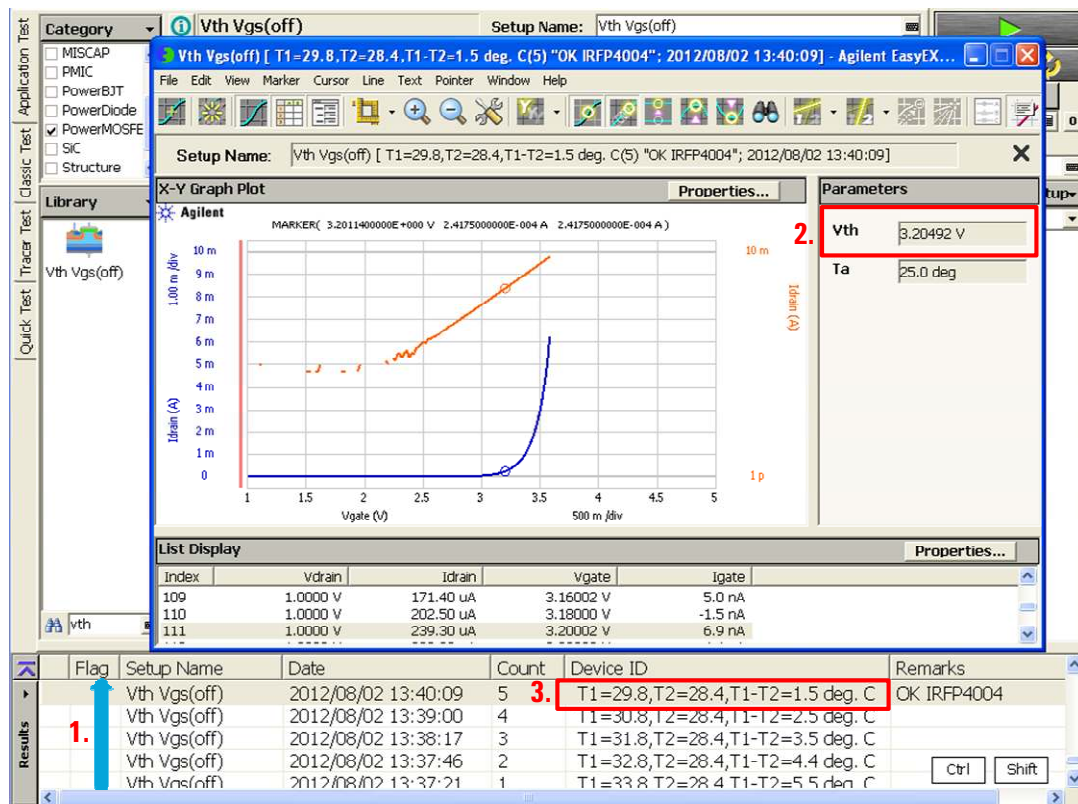 Category
Vth Vgs(off)
Setup Name: Vth Vgs(off)
Application Test
Classic Test
Tracer Test
Quick Test
MISCAP
PMIC
PowerBJT
PowerDiode
PowerMOSFE
SiC
Structure
Library
Vth Vgs(off)
vth
Vth Vgs(off) [ T1=29.8,T2=28.4,T1-T2=1.5 deg. C(5) "OK IRFP4004"; 2012/08/02 13:40:09] - Agilent EasyEX...
File Edit View Marker Cursor Line Text Pointer Window Help
Setup Name: Vth Vgs(off) [ T1=29.8,T2=28.4,T1-T2=1.5 deg. C(5) "OK IRFP4004"; 2012/08/02 13:40:09]
X-Y Graph Plot
Properties...
Agilent
MARKER( 3.2011400000E+000 V 2.4175000000E-004 A 2.4175000000E-004 A )
1.00 m /div
Idrain (A)
10 m
9 m
8 m
7 m
6 m
5 m
4 m
3 m
2 m
1 m
0
10 m
Idrain (A)
1 p
1 1.5 2 2.5 3 3.5 4 4.5 5
Vgate (V) 500 m /div
Parameters
2.
Vth 3.20492 V
Ta 25.0 deg
tup
List Display
Properties...
Index Vdrain Idrain Vgate Igate
109 1.0000 V 171.40 uA 3.16002 V 5.0 nA
110 1.0000 V 202.50 uA 3.18000 V -1.5 nA
111 1.0000 V 239.30 uA 3.20002 V 6.9 nA
Results
Flag Setup Name Date Count Device ID Remarks
Vth Vgs(off) 2012/08/02 13:40:09 5 3. T1=29.8,T2=28.4,T1-T2=1.5 deg. C OK IRFP4004
Vth Vgs(off) 2012/08/02 13:39:00 4 T1=30.8,T2=28.4,T1-T2=2.5 deg. C
1.
Vth Vgs(off) 2012/08/02 13:38:17 3 T1=31.8,T2=28.4,T1-T2=3.5 deg. C
Vth Vgs(off) 2012/08/02 13:37:46 2 T1=32.8,T2=28.4,T1-T2=4.4 deg. C
Vth Vgs(off) 2012/08/02 13:37:21 1 T1=33.8,T2=28.4,T1-T2=5.5 deg. C
Ctrl Shift